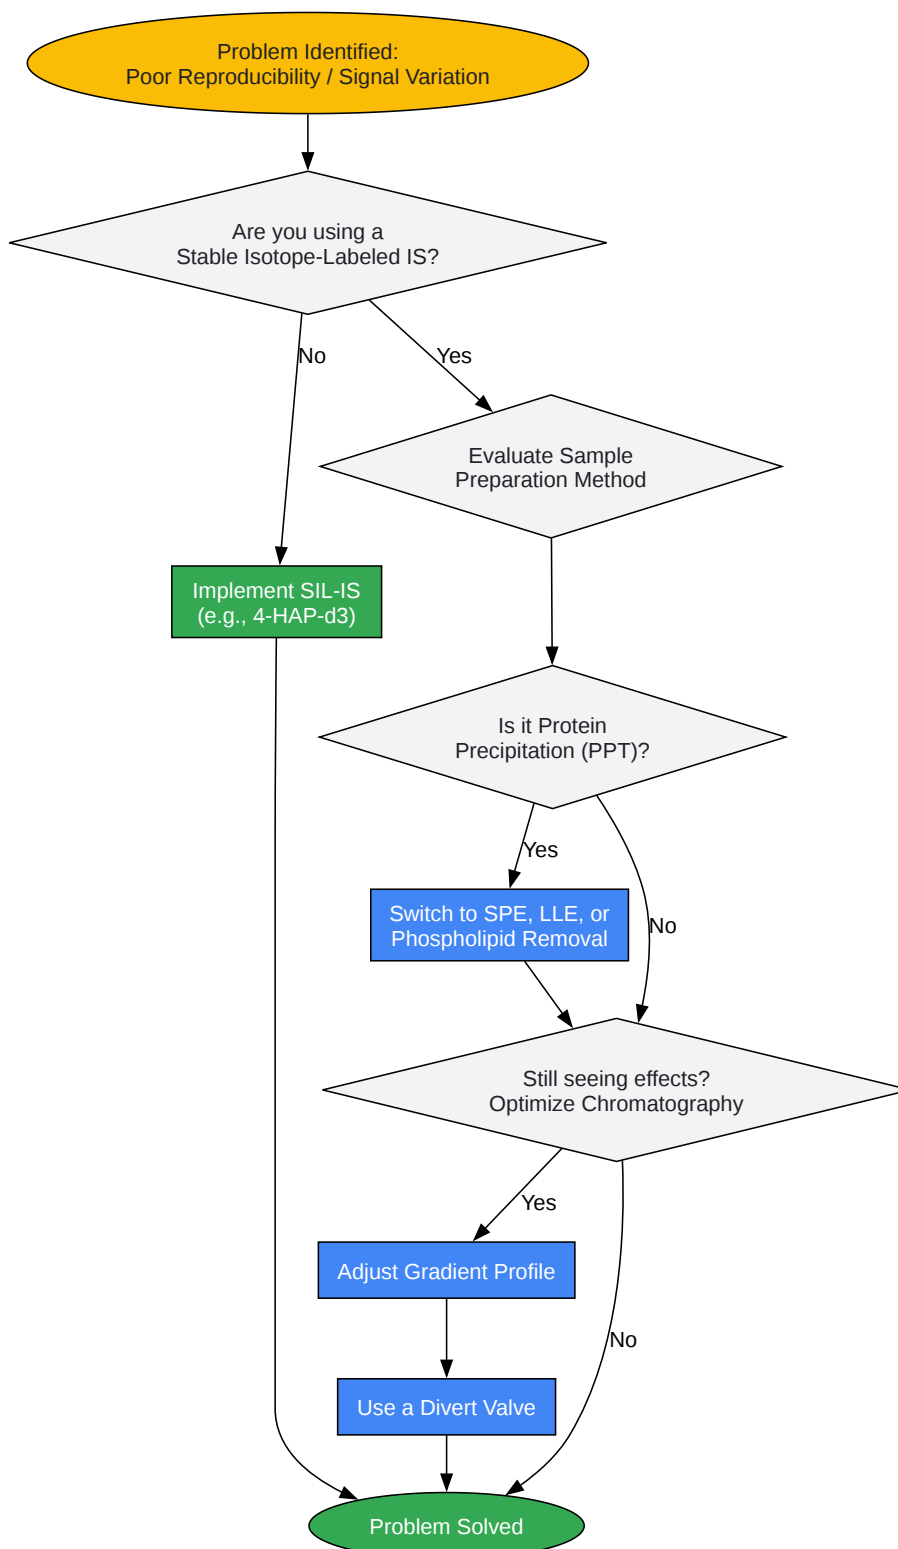 Problem Identified:
Poor Reproducibility / Signal Variation
Are you using a
Stable Isotope-Labeled IS?
No
Yes
Evaluate Sample
Preparation Method
Implement SIL-IS
(e.g., 4-HAP-d3)
Is it Protein
Precipitation (PPT)?
Yes
Switch to SPE, LLE, or
Phospholipid Removal
No
Still seeing effects?
Optimize Chromatography
Yes
Adjust Gradient Profile
No
Use a Divert Valve
Problem Solved